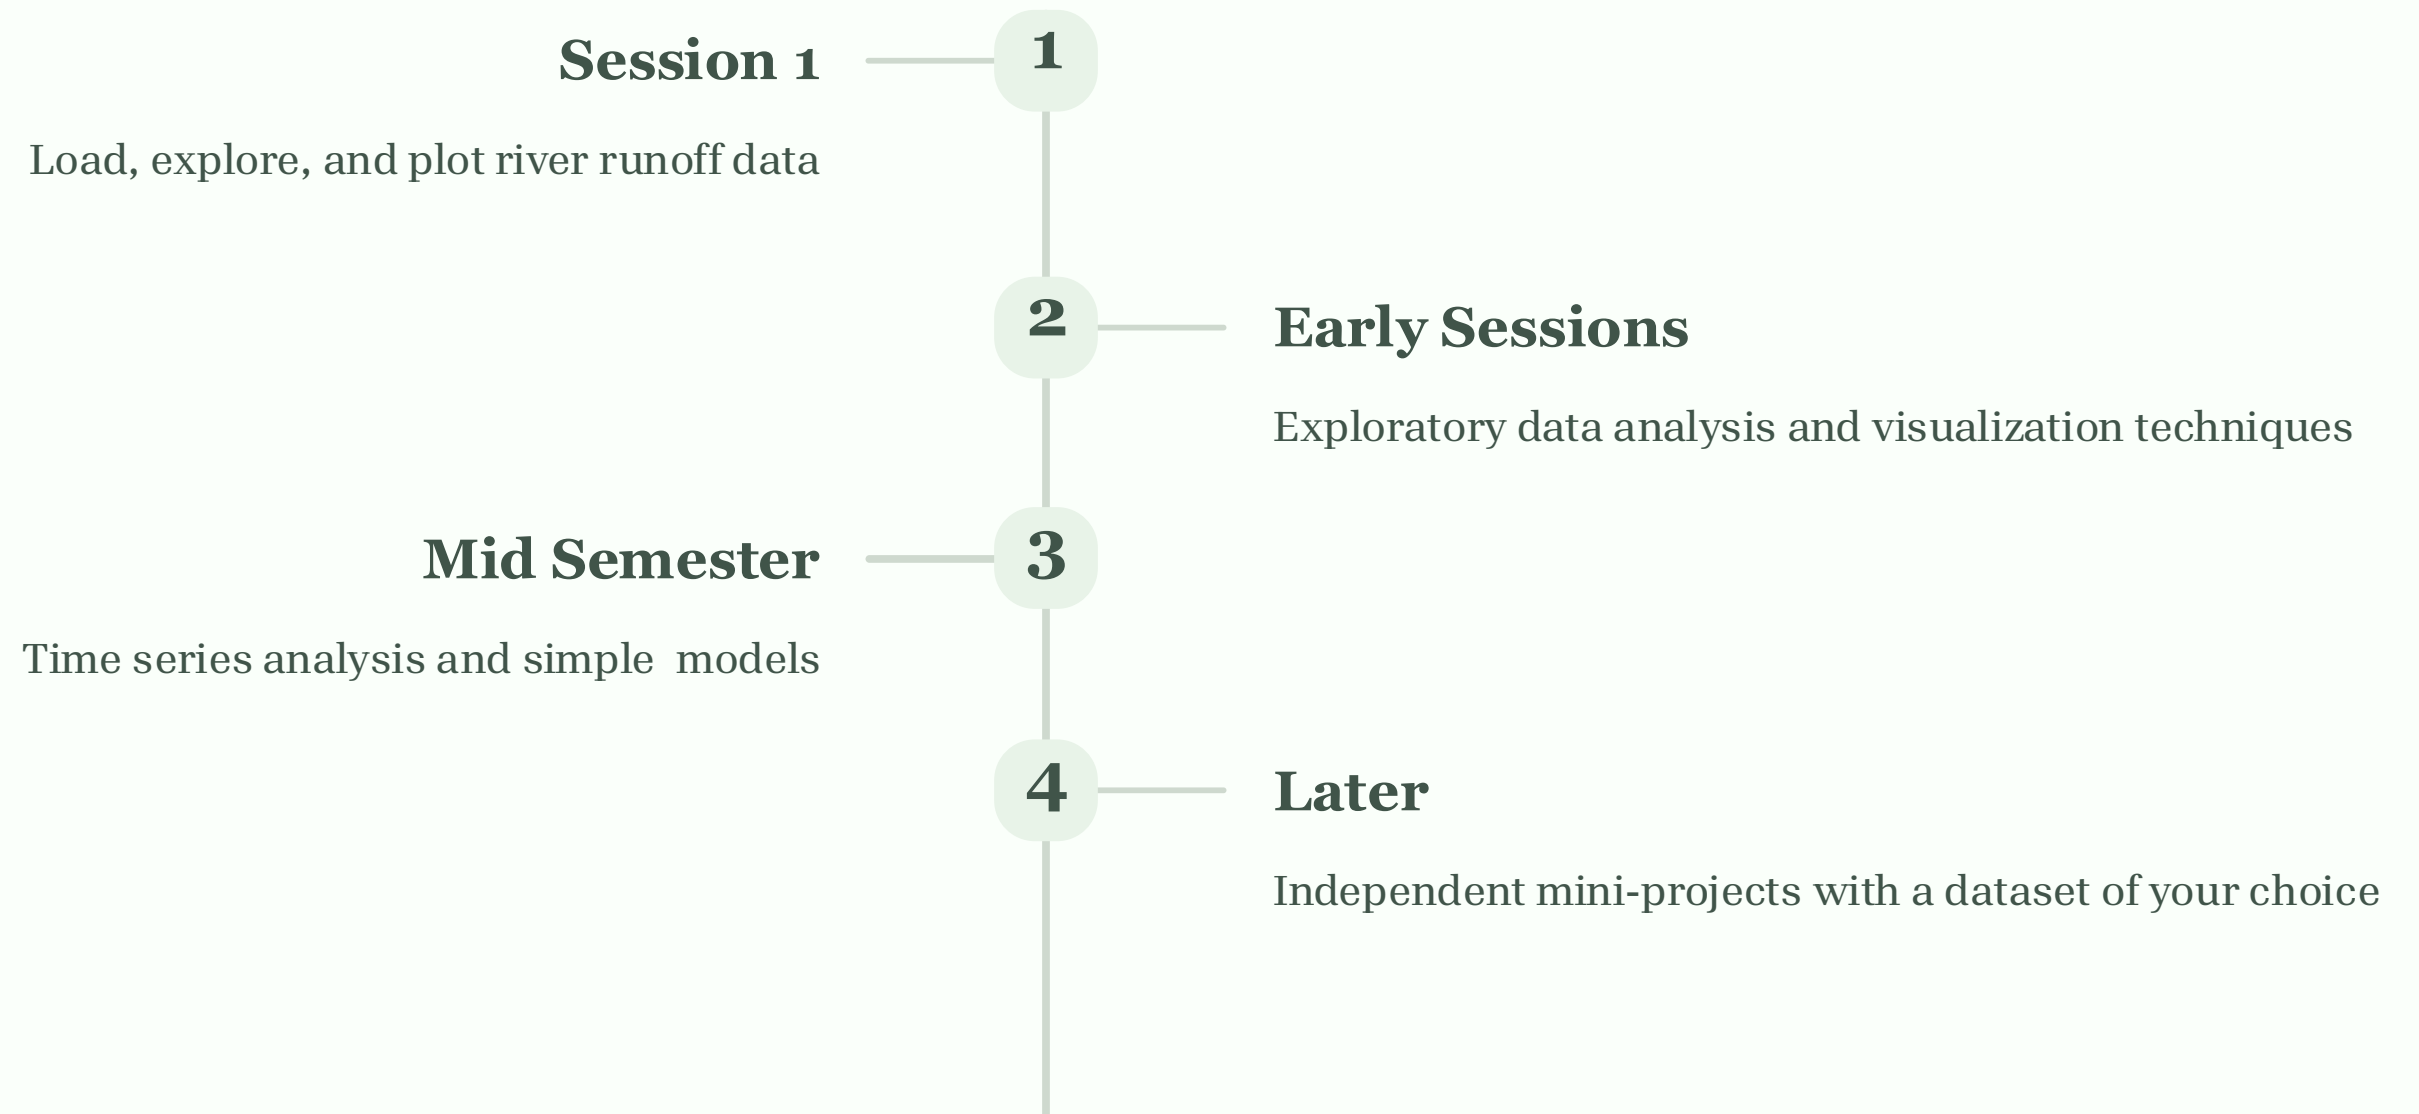 1
Session 1
Load, explore, and plot river runoff data
2
Early Sessions
Exploratory data analysis and visualization techniques
3
Mid Semester
Time series analysis and simple  models
4
Later
Independent mini-projects with a dataset of your choice